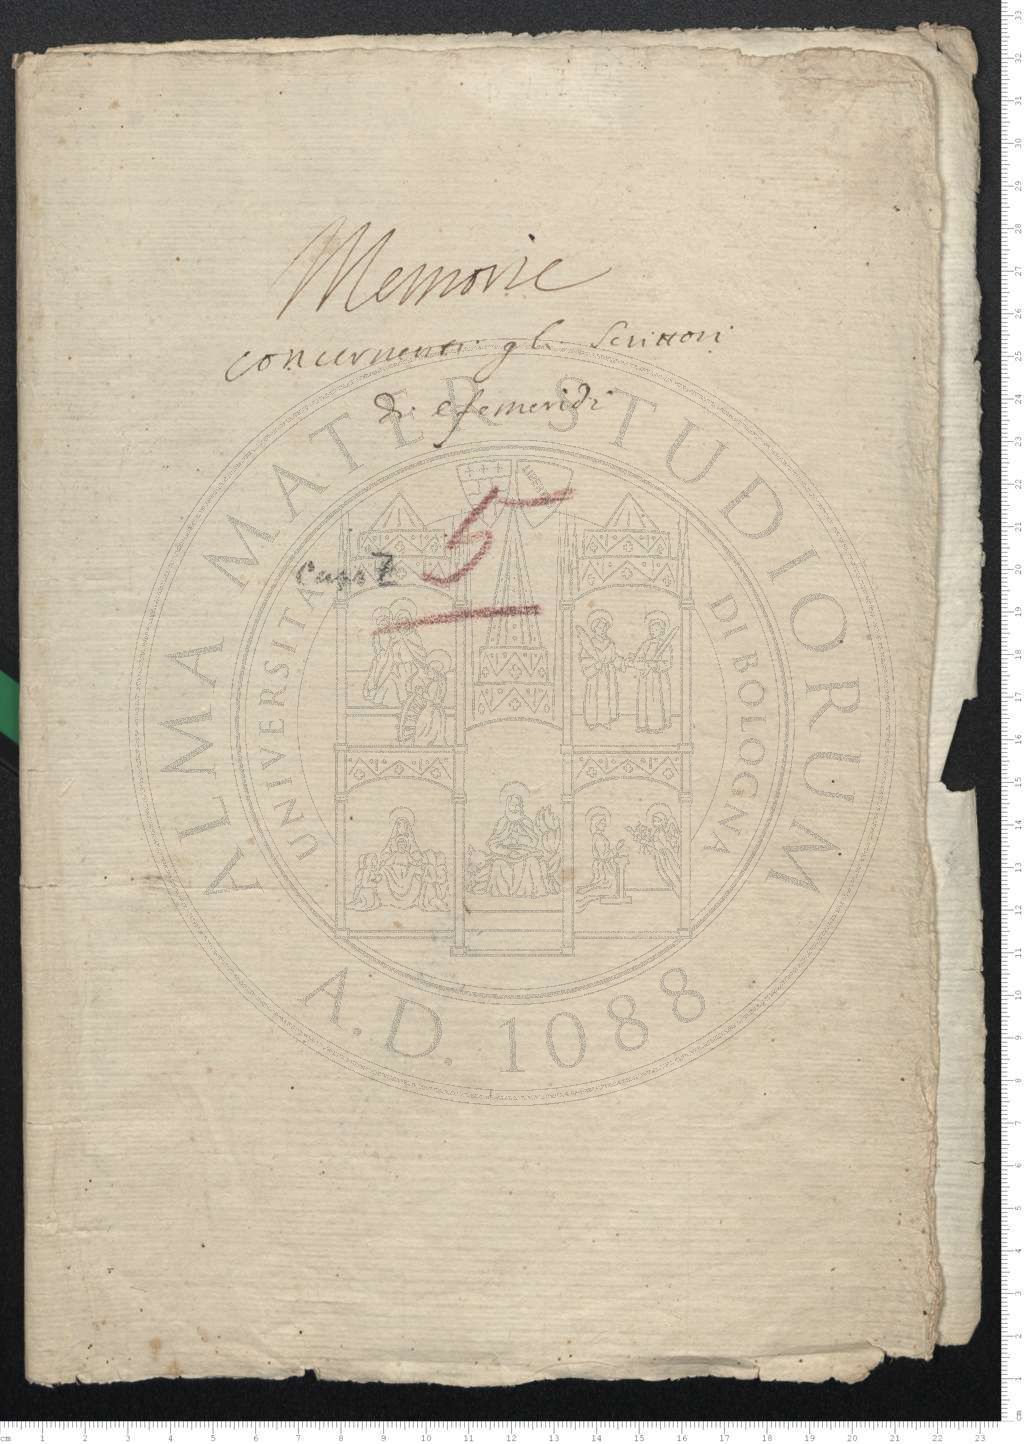 Memorie
concernenti gli Scrittori
di efemeridi
Caps 7 5
ALMA MATER STUDIORUM
UNIVERSITÀ DI BOLOGNA
A.D. 1088